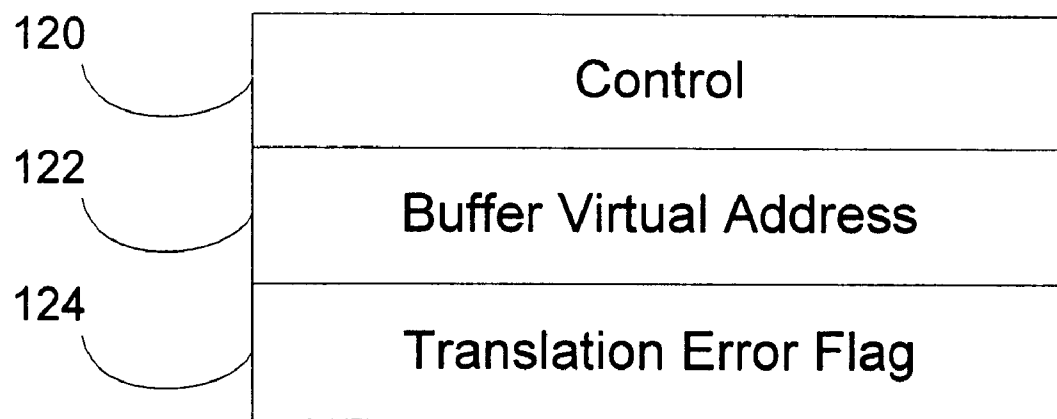 120
Control
122
Buffer Virtual Address
124
Translation Error Flag